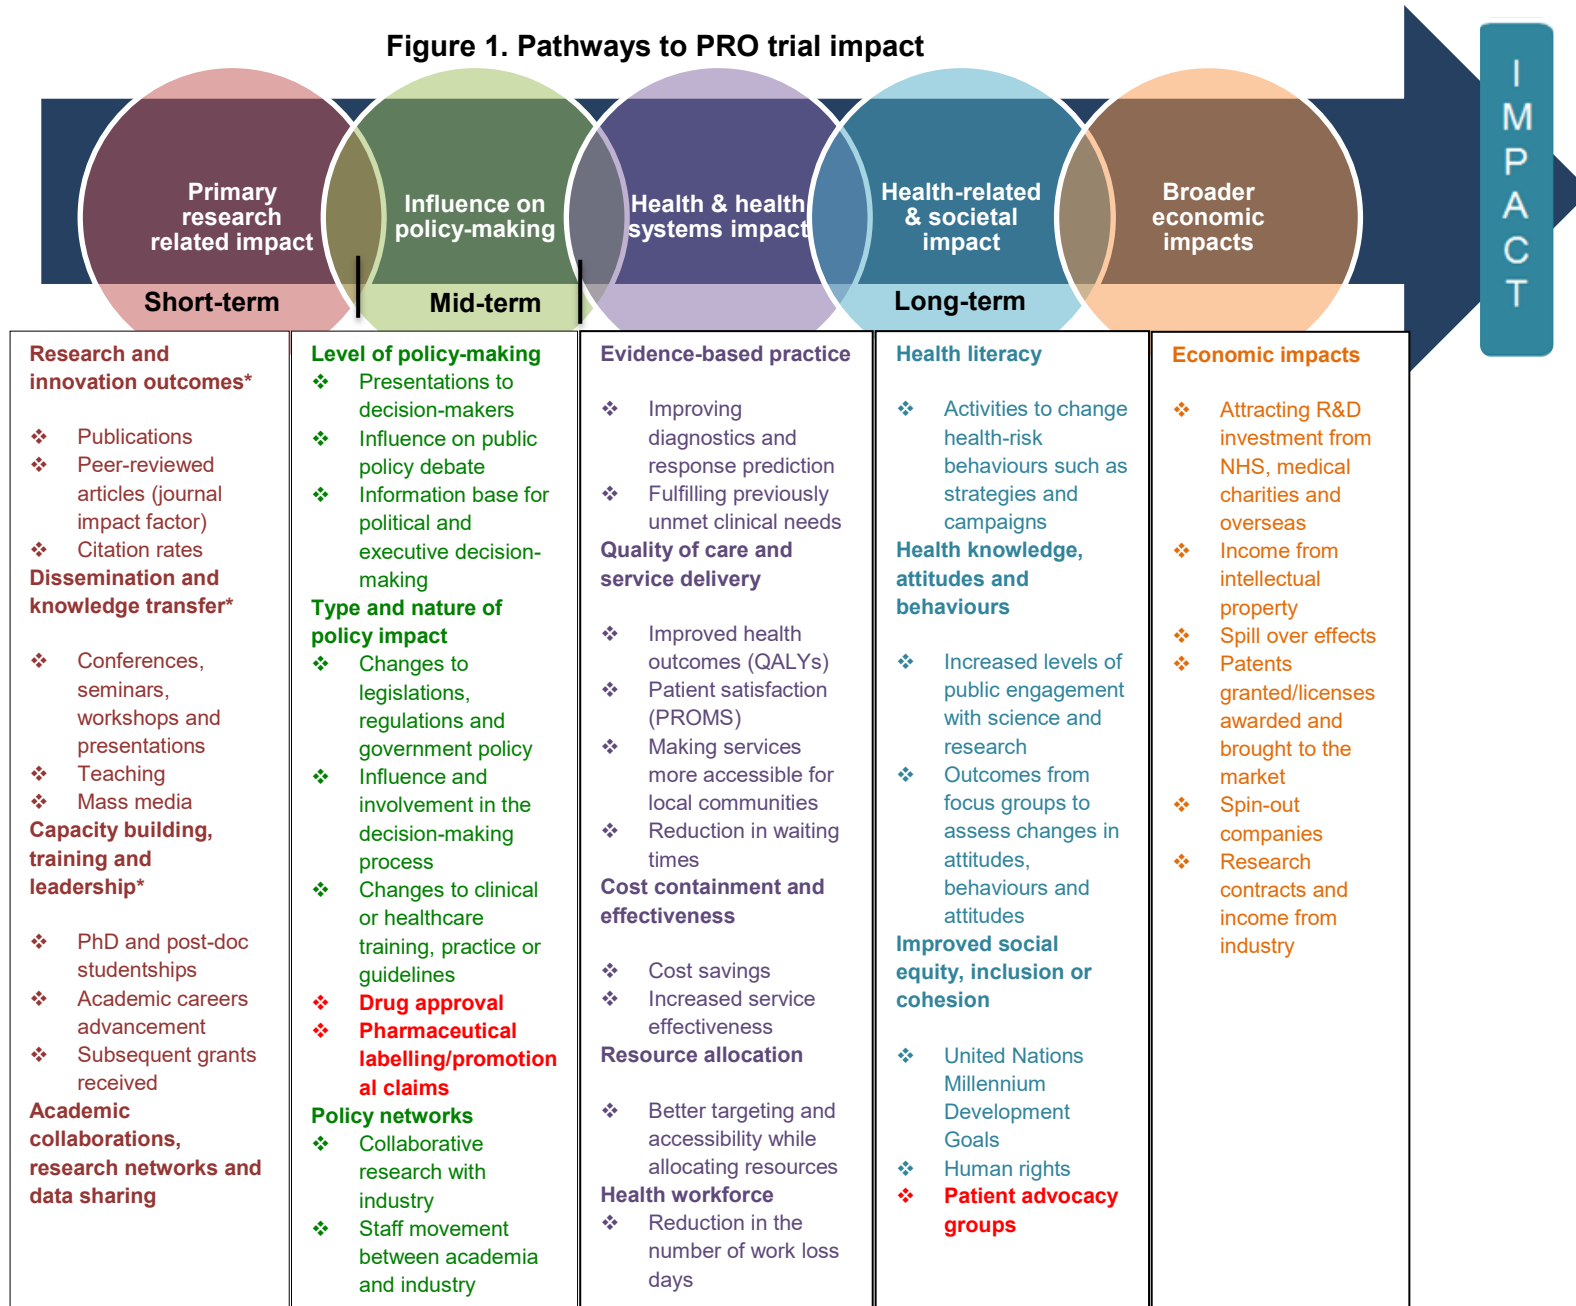 Figure 1. Pathways to PRO trial impact
Primary
research
related impact
Influence on
policy-making
Health & health
systems impact
Health-related
& societal
impact
Broader
economic
impacts
I
M
P
A
C
T
Short-term
Mid-term
Long-term
Research and
innovation outcomes*
❖ Publications
❖ Peer-reviewed
articles (journal
impact factor)
❖ Citation rates
Dissemination and
knowledge transfer*
❖ Conferences,
seminars,
workshops and
presentations
❖ Teaching
❖ Mass media
Capacity building,
training and
leadership*
❖ PhD and post-doc
studentships
❖ Academic careers
advancement
❖ Subsequent grants
received
Academic
collaborations,
research networks and
data sharing
Level of policy-making
❖ Presentations to
decision-makers
❖ Influence on public
policy debate
❖ Information base for
political and
executive decision-
making
Type and nature of
policy impact
❖ Changes to
legislations,
regulations and
government policy
❖ Influence and
involvement in the
decision-making
process
❖ Changes to clinical
or healthcare
training, practice or
guidelines
❖ Drug approval
❖ Pharmaceutical
labelling/promotion
al claims
Policy networks
❖ Collaborative
research with
industry
❖ Staff movement
between academia
and industry
Evidence-based practice
❖ Improving
diagnostics and
response prediction
❖ Fulfilling previously
unmet clinical needs
Quality of care and
service delivery
❖ Improved health
outcomes (QALYs)
❖ Patient satisfaction
(PROMS)
❖ Making services
more accessible for
local communities
❖ Reduction in waiting
times
Cost containment and
effectiveness
❖ Cost savings
❖ Increased service
effectiveness
Resource allocation
❖ Better targeting and
accessibility while
allocating resources
Health workforce
❖ Reduction in the
number of work loss
days
Health literacy
❖ Activities to change
health-risk
behaviours such as
strategies and
campaigns
Health knowledge,
attitudes and
behaviours
❖ Increased levels of
public engagement
with science and
research
❖ Outcomes from
focus groups to
assess changes in
attitudes,
behaviours and
attitudes
Improved social
equity, inclusion or
cohesion
❖ United Nations
Millennium
Development
Goals
❖ Human rights
❖ Patient advocacy
groups
Economic impacts
❖ Attracting R&D
investment from
NHS, medical
charities and
overseas
❖ Income from
intellectual
property
❖ Spill over effects
❖ Patents
granted/licenses
awarded and
brought to the
market
❖ Spin-out
companies
❖ Research
contracts and
income from
industry